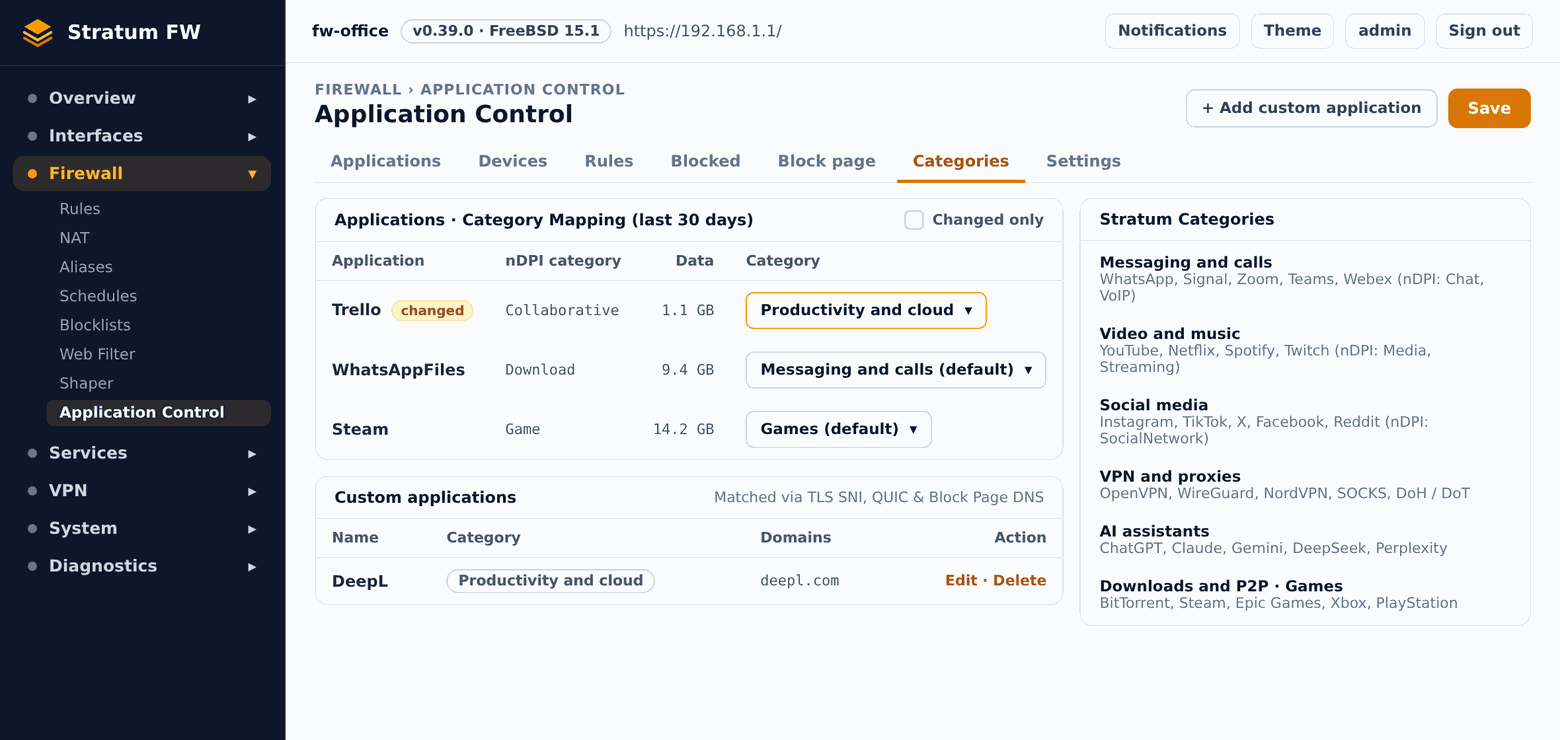 Stratum FW
fw-office v0.39.0 · FreeBSD 15.1 https://192.168.1.1/ Notifications Theme admin Sign out
Overview ▸
Interfaces ▸
Firewall ▾
Rules
NAT
Aliases
Schedules
Blocklists
Web Filter
Shaper
Application Control
Services ▸
VPN ▸
System ▸
Diagnostics ▸
FIREWALL › APPLICATION CONTROL
Application Control
+ Add custom application Save
Applications Devices Rules Blocked Block page Categories Settings
Applications · Category Mapping (last 30 days) Changed only
Application nDPI category Data Category
Trello changed Collaborative 1.1 GB Productivity and cloud ▾
WhatsAppFiles Download 9.4 GB Messaging and calls (default) ▾
Steam Game 14.2 GB Games (default) ▾
Custom applications Matched via TLS SNI, QUIC & Block Page DNS
Name Category Domains Action
DeepL Productivity and cloud deepl.com Edit · Delete
Stratum Categories
Messaging and calls
WhatsApp, Signal, Zoom, Teams, Webex (nDPI: Chat,
VoIP)
Video and music
YouTube, Netflix, Spotify, Twitch (nDPI: Media,
Streaming)
Social media
Instagram, TikTok, X, Facebook, Reddit (nDPI:
SocialNetwork)
VPN and proxies
OpenVPN, WireGuard, NordVPN, SOCKS, DoH / DoT
AI assistants
ChatGPT, Claude, Gemini, DeepSeek, Perplexity
Downloads and P2P · Games
BitTorrent, Steam, Epic Games, Xbox, PlayStation